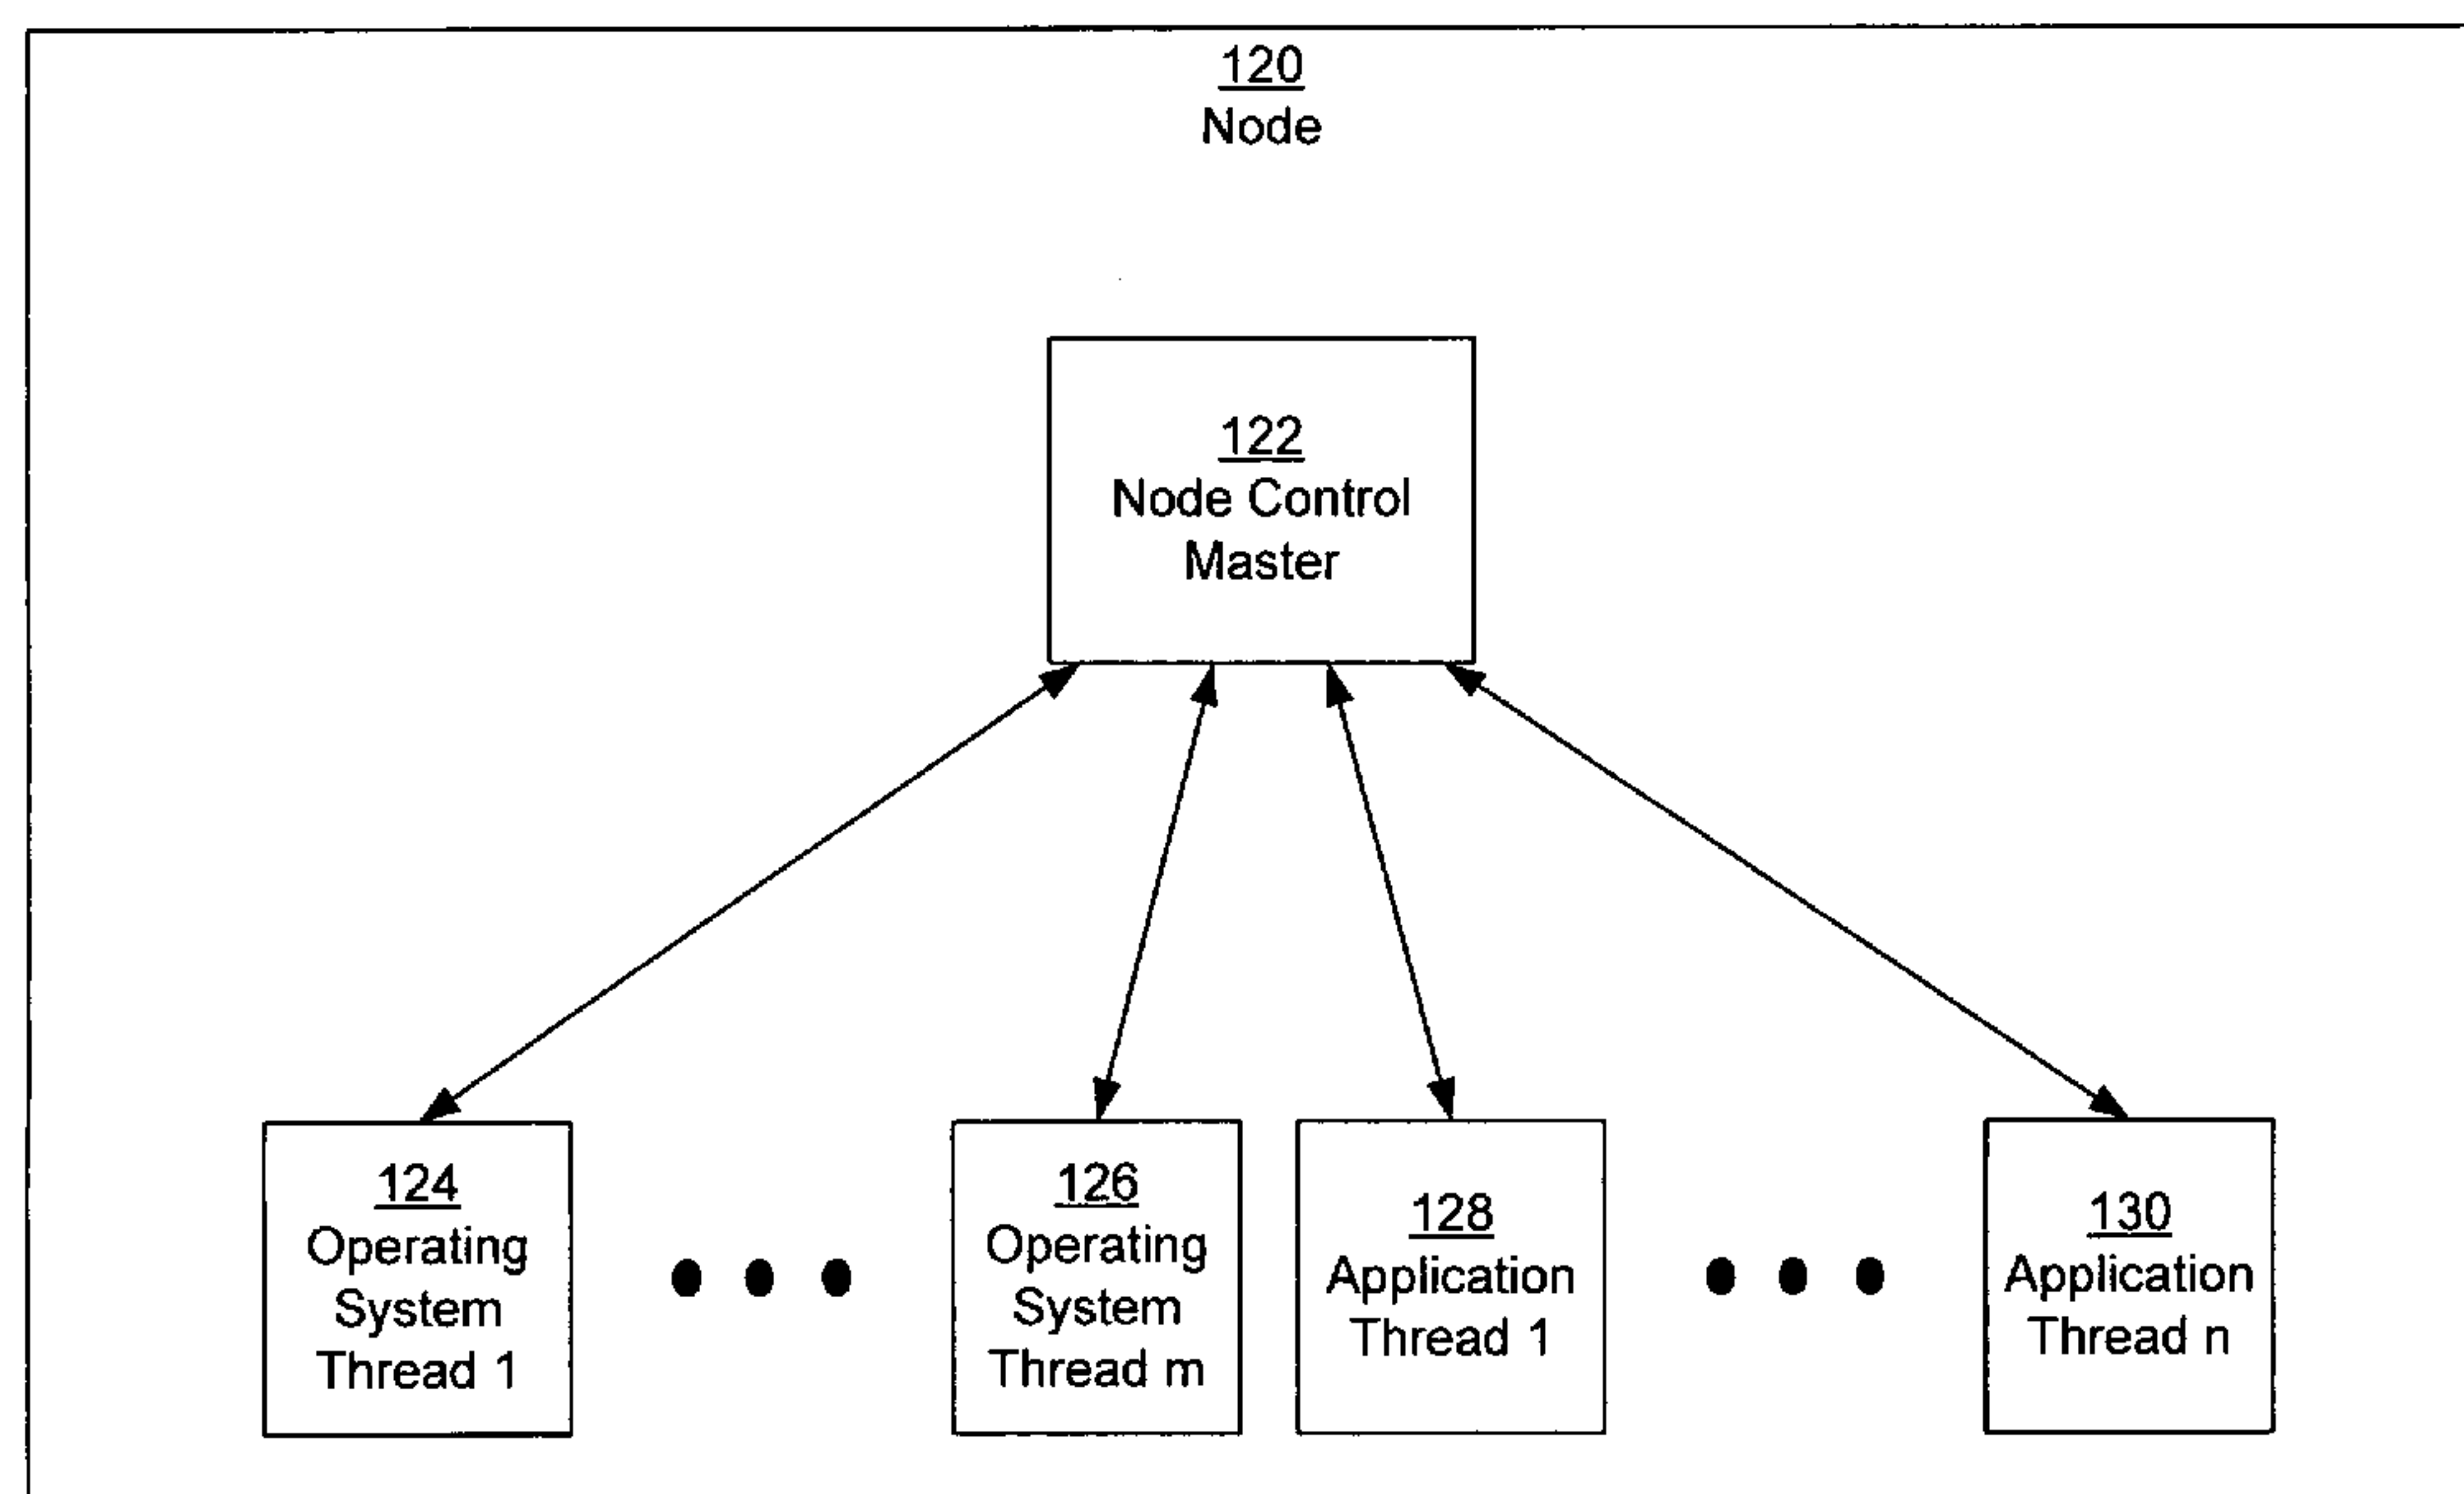 120
Node
122
Node Control
Master
124
Operating
System
Thread 1
126
Operating
System
Thread m
128
Application
Thread 1
130
Application
Thread n